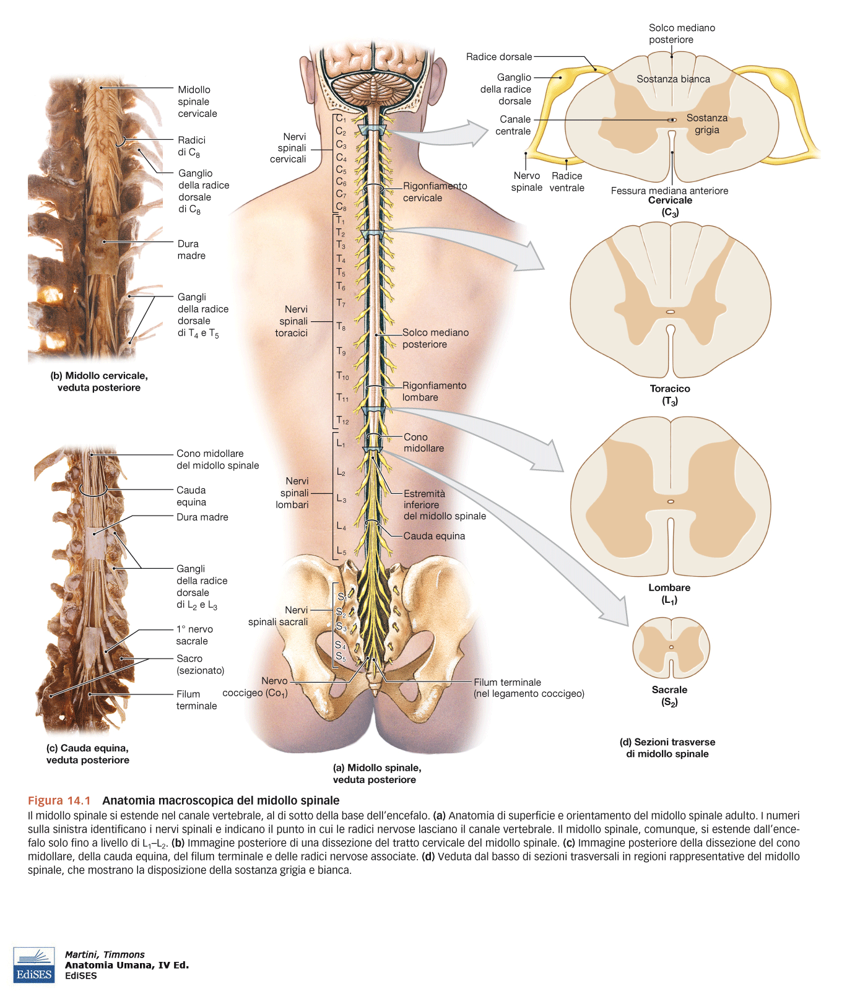 Midollo
spinale
cervicale
Radici
di C8
Ganglio
della radice
dorsale
di C8
Dura
madre
Gangli
della radice
dorsale
di T4 e T5
(b) Midollo cervicale,
veduta posteriore
Cono midollare
del midollo spinale
Cauda
equina
Dura madre
Gangli
della radice
dorsale
di L2 e L3
1° nervo
sacrale
Sacro
(sezionato)
Filum
terminale
(c) Cauda equina,
veduta posteriore
Nervi
spinali
cervicali
C1
C2
C3
C4
C5
C6
C7
C8
Nervi
spinali
toracici
T1
T2
T3
T4
T5
T6
T7
T8
T9
T10
T11
T12
Nervi
spinali
lombari
L1
L2
L3
L4
L5
Nervi
spinali sacrali
S1
S2
S3
S4
S5
Nervo
coccigeo (Co1)
Rigonfiamento
cervicale
Solco mediano
posteriore
Rigonfiamento
lombare
Cono
midollare
Estremità
inferiore
del midollo spinale
Cauda equina
Filum terminale
(nel legamento coccigeo)
(a) Midollo spinale,
veduta posteriore
Solco mediano
posteriore
Radice dorsale
Ganglio
della radice
dorsale
Sostanza bianca
Canale
centrale
Sostanza
grigia
Nervo
spinale
Radice
ventrale
Fessura mediana anteriore
Cervicale
(C3)
Toracico
(T3)
Lombare
(L1)
Sacrale
(S2)
(d) Sezioni trasverse
di midollo spinale
Figura 14.1 Anatomia macroscopica del midollo spinale
Il midollo spinale si estende nel canale vertebrale, al di sotto della base dell'encefalo. (a) Anatomia di superficie e orientamento del midollo spinale adulto. I numeri
sulla sinistra identificano i nervi spinali e indicano il punto in cui le radici nervose lasciano il canale vertebrale. Il midollo spinale, comunque, si estende dall'ence-
falo solo fino a livello di L1–L2. (b) Immagine posteriore di una dissezione del tratto cervicale del midollo spinale. (c) Immagine posteriore della dissezione del cono
midollare, della cauda equina, del filum terminale e delle radici nervose associate. (d) Veduta dal basso di sezioni trasversali in regioni rappresentative del midollo
spinale, che mostrano la disposizione della sostanza grigia e bianca.
EdiSES
Martini, Timmons
Anatomia Umana, IV Ed.
EdiSES